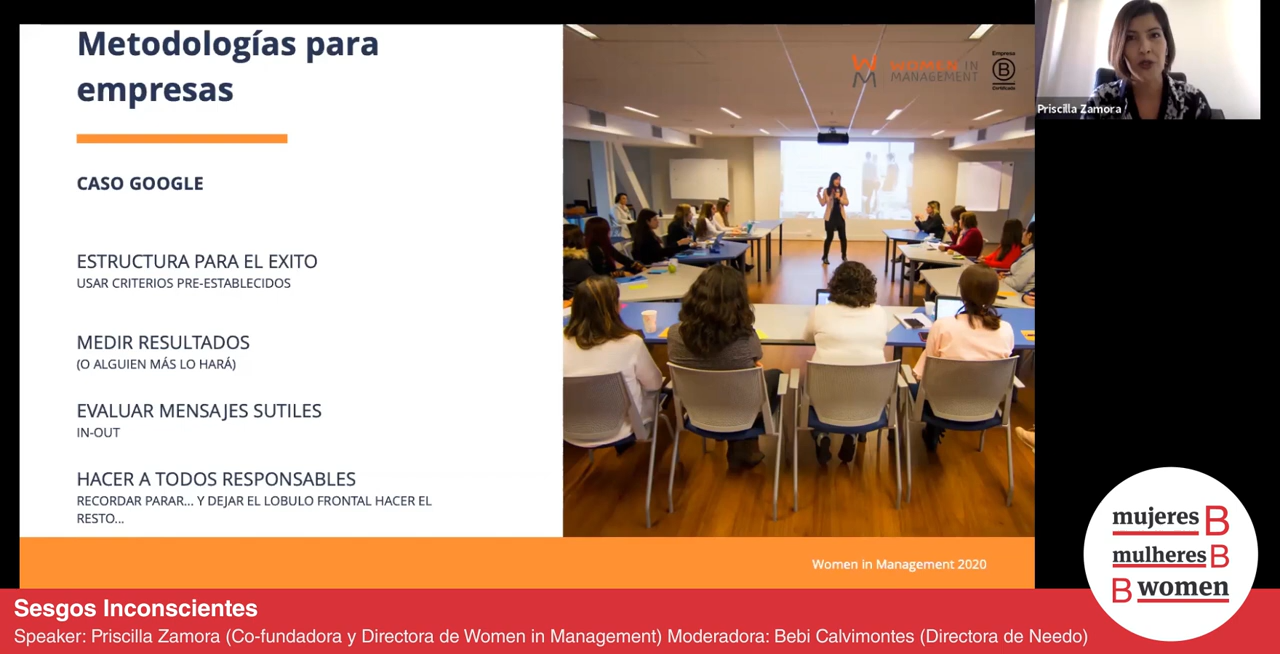 Metodologías para
empresas
CASO GOOGLE
ESTRUCTURA PARA EL EXITO
USAR CRITERIOS PRE-ESTABLECIDOS
MEDIR RESULTADOS
(O ALGUIEN MÁS LO HARÁ)
EVALUAR MENSAJES SUTILES
IN-OUT
HACER A TODOS RESPONSABLES
RECORDAR PARAR... Y DEJAR EL LOBULO FRONTAL HACER EL
RESTO...
WM
WOMEN IN
MANAGEMENT
Empresa
B
Certificada
Women in Management 2020
Priscilla Zamora
mujeres B
mulheres B
B women
Sesgos Inconscientes
Speaker: Priscilla Zamora (Co-fundadora y Directora de Women in Management) Moderadora: Bebi Calvimontes (Directora de Needo)